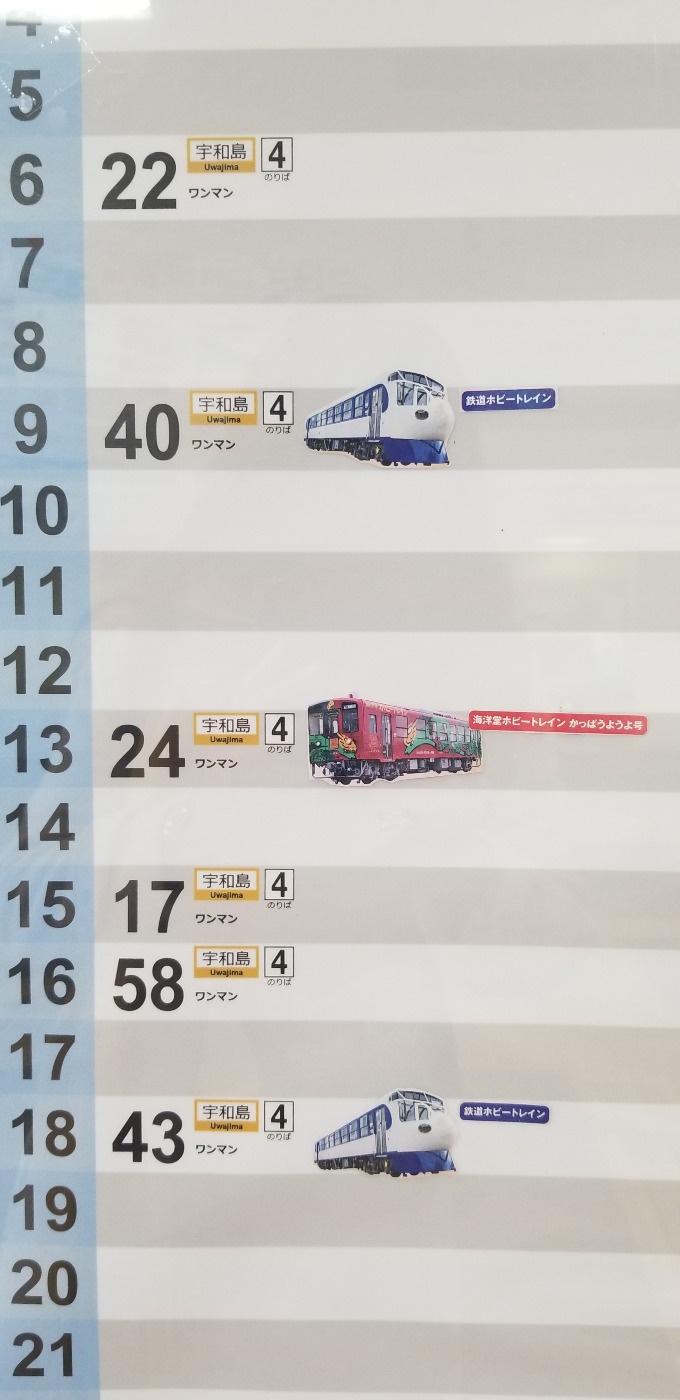 4
5
6 22 宇和島 4
Uwajima のりば
ワンマン
7
8
9 40 宇和島 4 鉄道ホビートレイン
Uwajima のりば
ワンマン
10
11
12
13 24 宇和島 4 海洋堂ホビートレイン かっぱうようよ号
Uwajima のりば
ワンマン
14
15 17 宇和島 4
Uwajima のりば
ワンマン
16 58 宇和島 4
Uwajima のりば
ワンマン
17
18 43 宇和島 4 鉄道ホビートレイン
Uwajima のりば
ワンマン
19
20
21